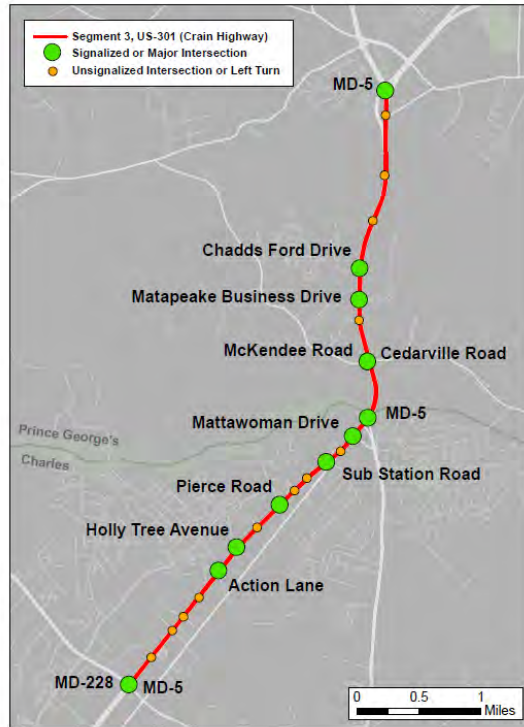 Segment 3, US-301 (Crain Highway)
Signalized or Major Intersection
Unsignalized Intersection or Left Turn
MD-5
Chadds Ford Drive
Matapeake Business Drive
McKendee Road
Cedarville Road
MD-5
Mattawoman Drive
Prince George's
Charles
Sub Station Road
Pierce Road
Holly Tree Avenue
Action Lane
MD-228
MD-5
0 0.5 1
Miles